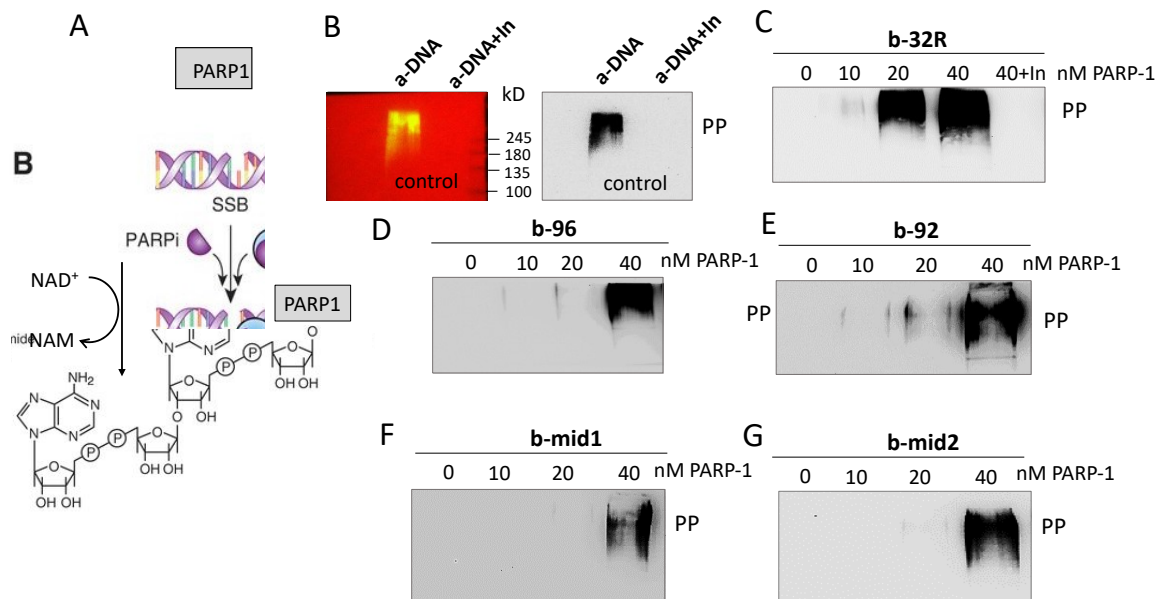 A
PARP1
B
SSB
PARPi
NAD+
NAM
PARP1
NH2
N
N
N
N
O
P
P
O
OH
OH
O
OH
N
N
O
P
P
O
O
OH OH
OH OH
B
a-DNA
a-DNA+In
kD
245
180
135
100
control
a-DNA
a-DNA+In
PP
control
C
b-32R
0 10 20 40 40+In nM PARP-1
PP
D
b-96
0 10 20 40 nM PARP-1
PP
E
b-92
0 10 20 40 nM PARP-1
PP
F
b-mid1
0 10 20 40 nM PARP-1
PP
G
b-mid2
0 10 20 40 nM PARP-1
PP